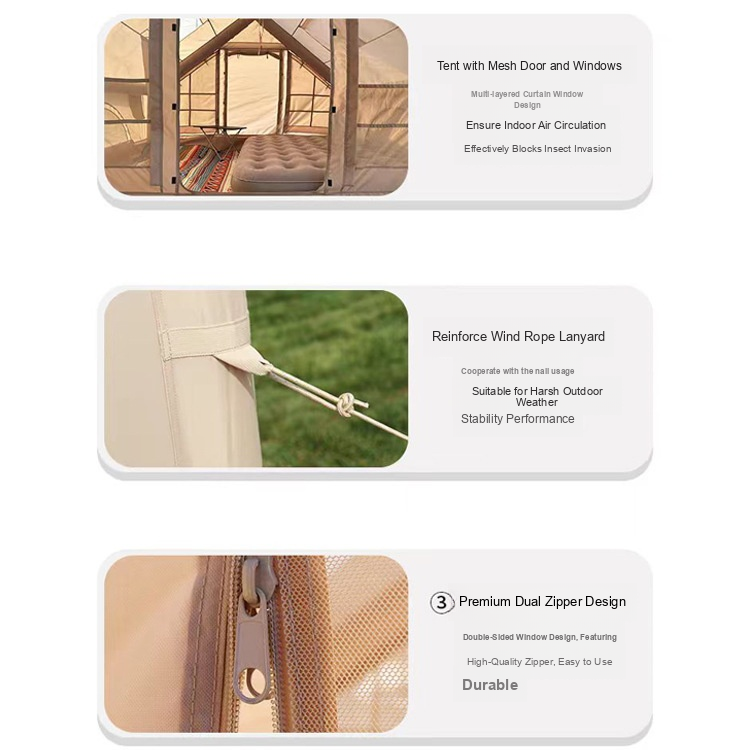 Tent with Mesh Door and Windows
Multi-layered Curtain Window
Design
Ensure Indoor Air Circulation
Effectively Blocks Insect Invasion
Reinforce Wind Rope Lanyard
Cooperate with the nail usage
Suitable for Harsh Outdoor
Weather
Stability Performance
③ Premium Dual Zipper Design
Double-Sided Window Design, Featuring
High-Quality Zipper, Easy to Use
Durable